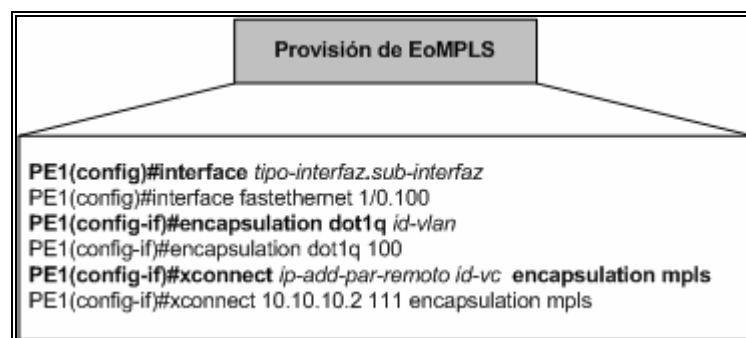 Provisión de EoMPLS
PE1(config)#interface tipo-interfaz.sub-interfaz
PE1(config)#interface fastethernet 1/0.100
PE1(config-if)#encapsulation dot1q id-vlan
PE1(config-if)#encapsulation dot1q 100
PE1(config-if)#xconnect ip-add-par-remoto id-vc encapsulation mpls
PE1(config-if)#xconnect 10.10.10.2 111 encapsulation mpls